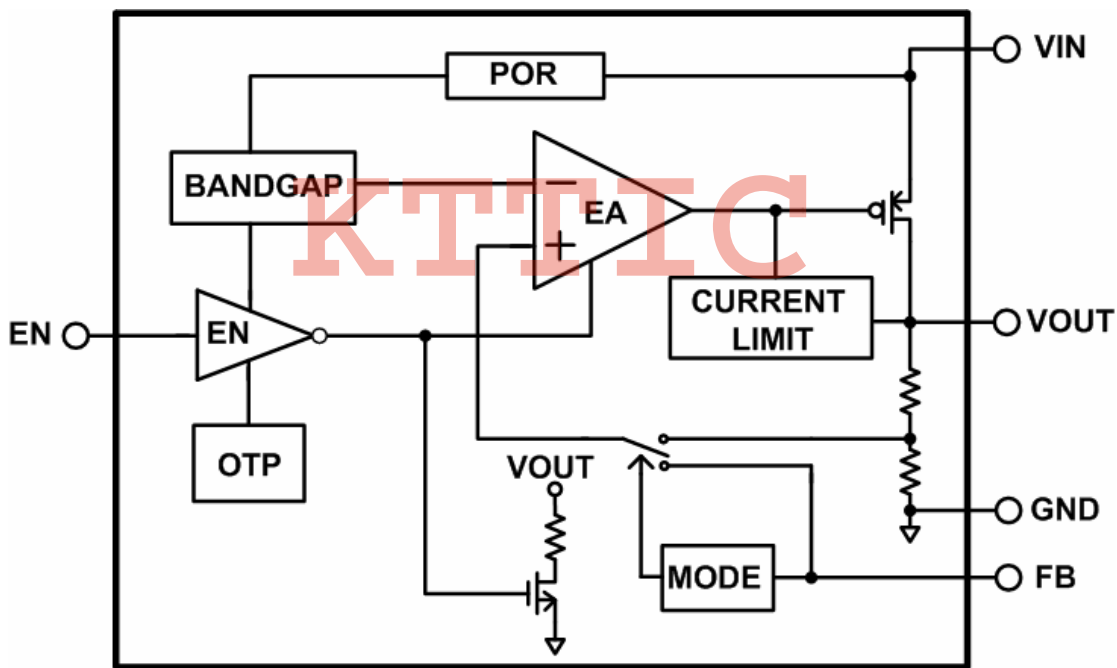 VIN
POR
BANDGAP
EA
KTTIC
EN
EN
CURRENT
LIMIT
VOUT
OTP
VOUT
GND
MODE
FB